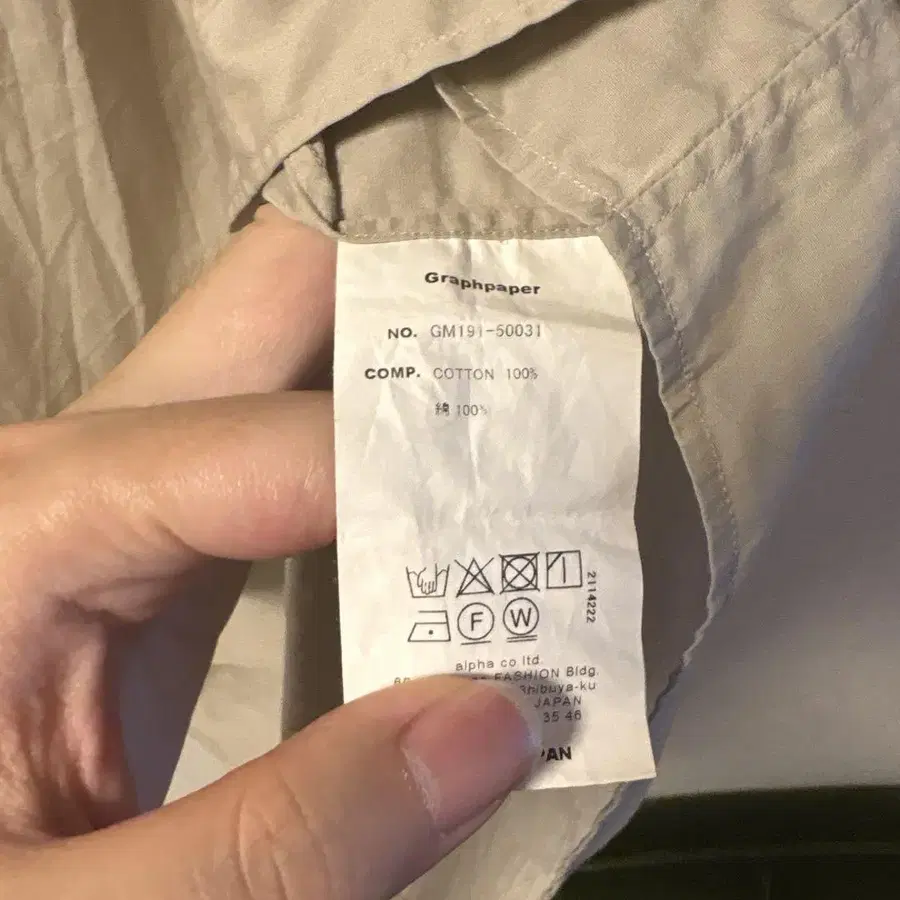 Graphpaper
NO. GM191-50031
COMP. COTTON 100%
綿 100%
2114222
F W
alpha co ltd.
FASHION Bldg.
Shibuya-ku
JAPAN
35 46